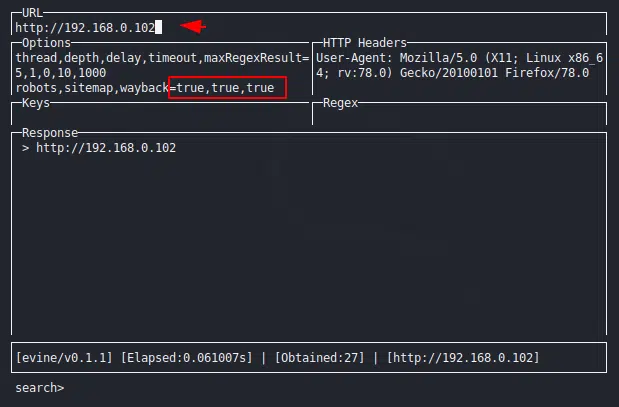 URL
http://192.168.0.102
Options
thread,depth,delay,timeout,maxRegexResult=
5,1,0,10,1000
robots,sitemap,wayback=true,true,true
HTTP Headers
User-Agent: Mozilla/5.0 (X11; Linux x86_6
4; rv:78.0) Gecko/20100101 Firefox/78.0
Keys
Regex
Response
> http://192.168.0.102
[evine/v0.1.1] [Elapsed:0.061007s] | [Obtained:27] | [http://192.168.0.102]
search>